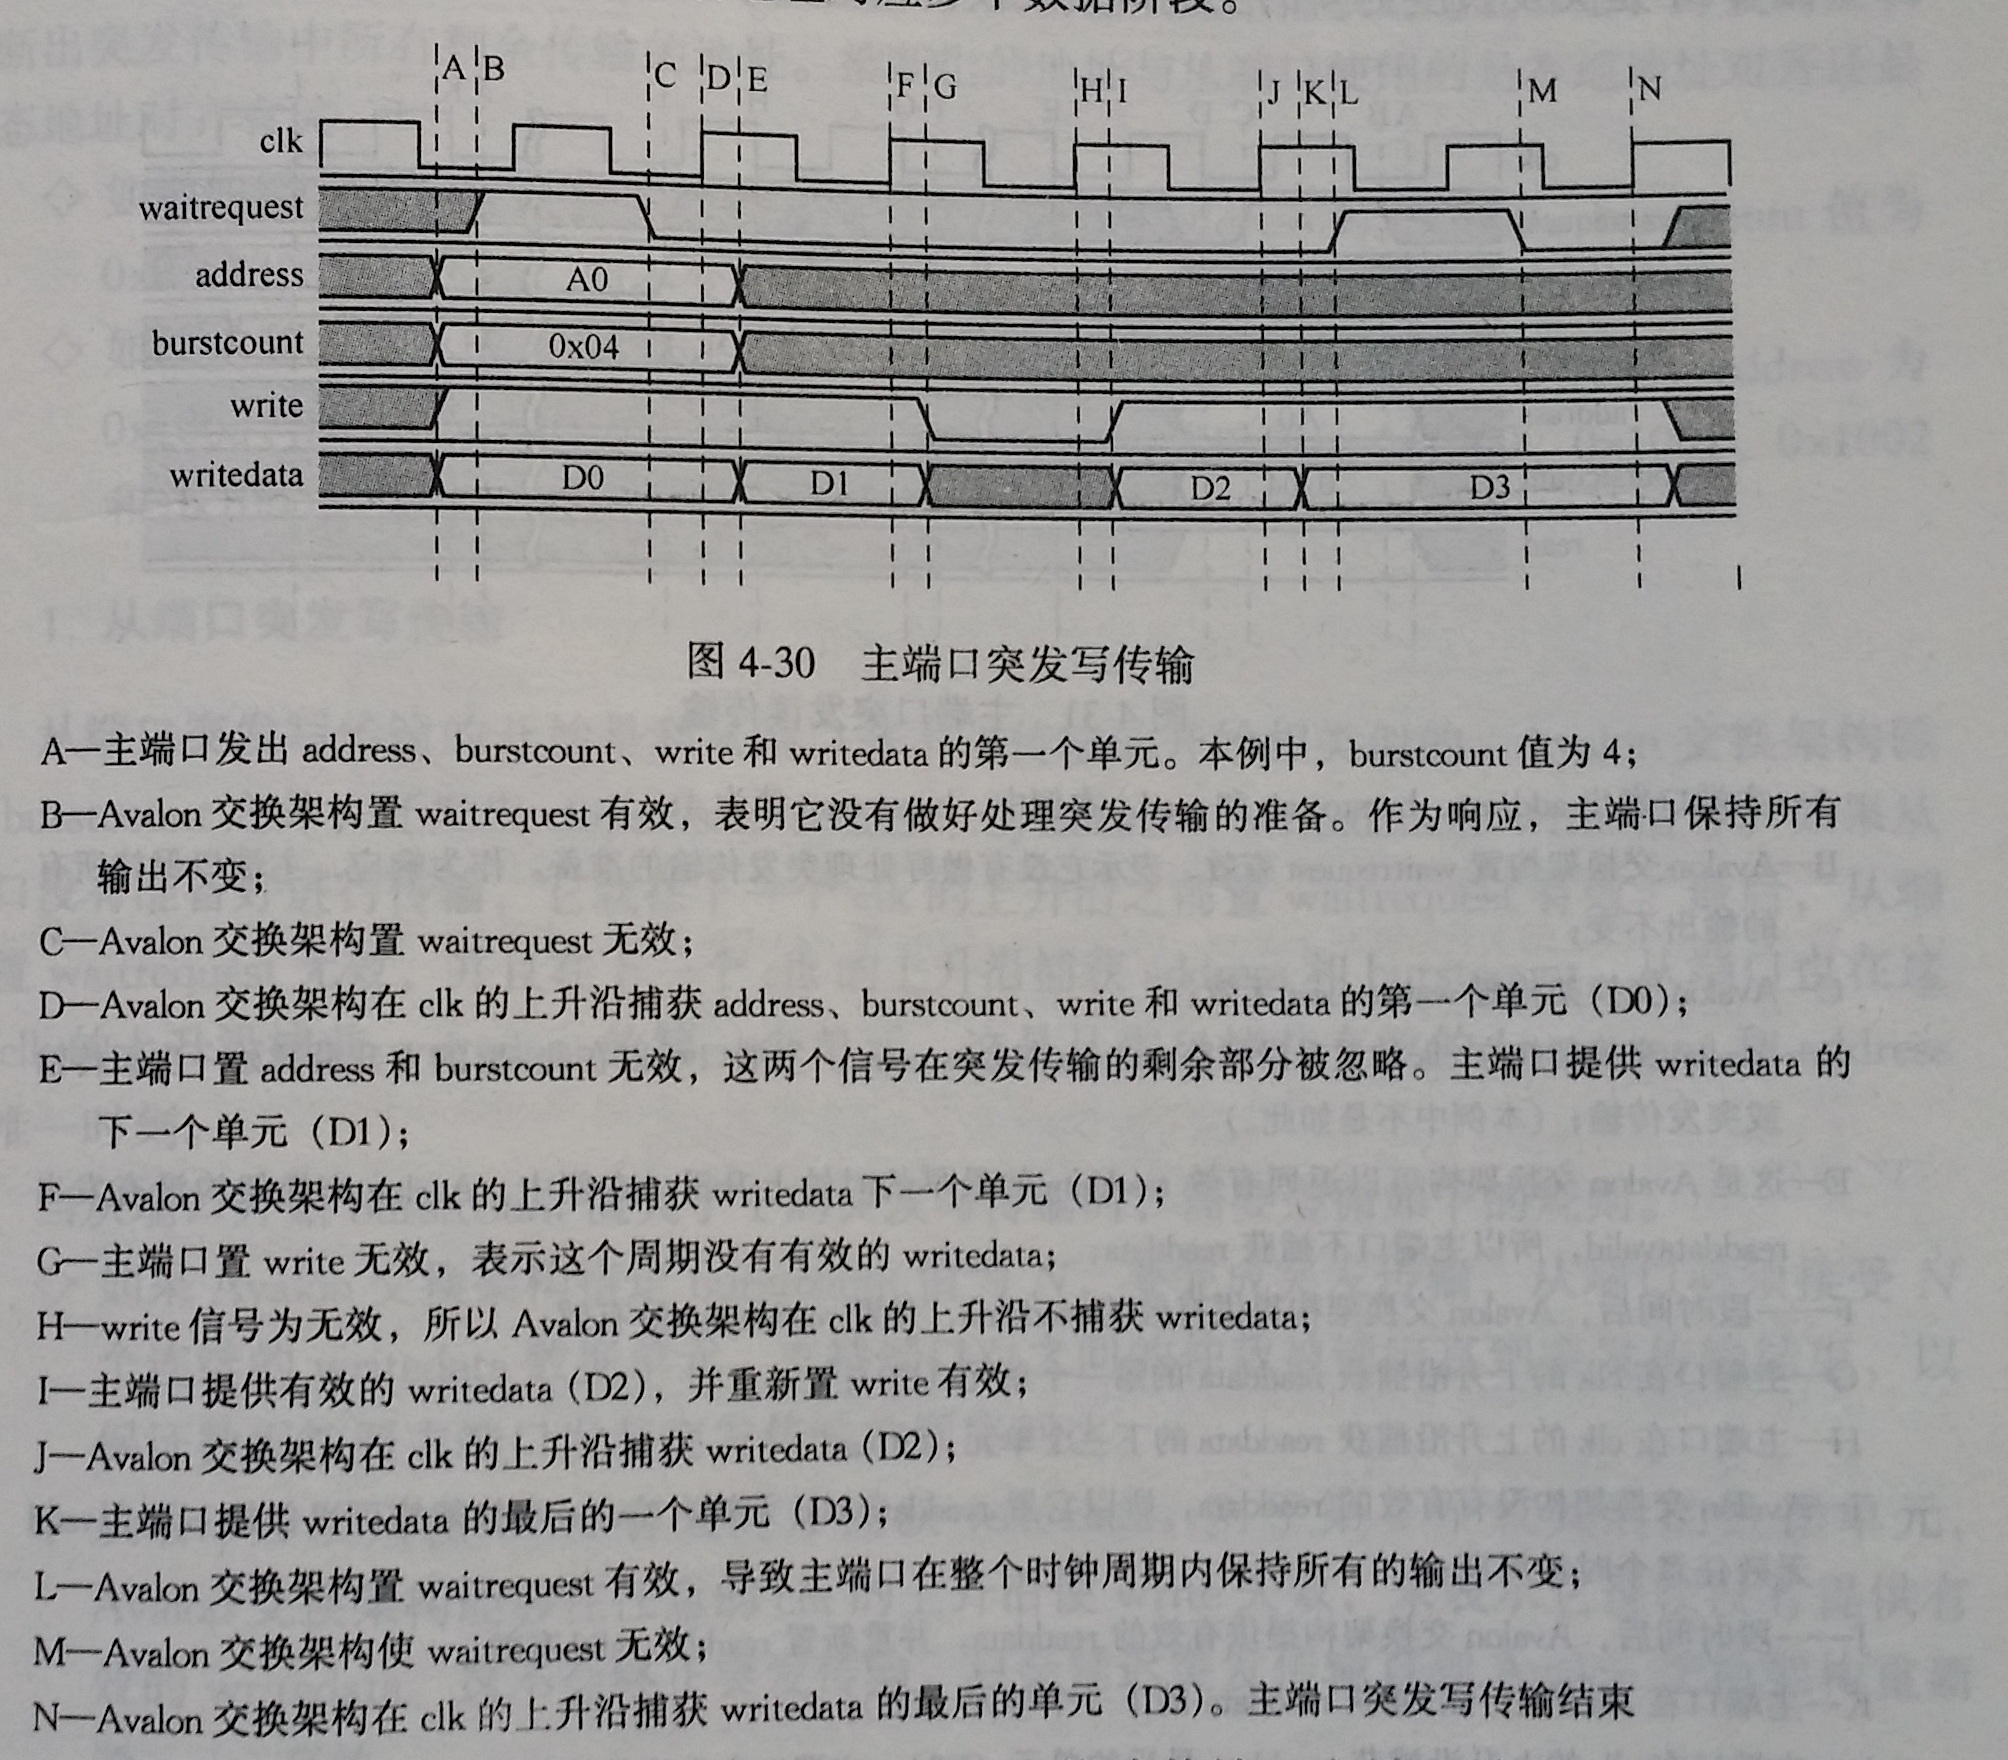 数据阶段。
A B C D E F G H I J K L M N
clk
waitrequest
address A0
burstcount 0x04
write
writedata D0 D1 D2 D3
图 4-30 主端口突发写传输
A—主端口发出 address、burstcount、write 和 writedata 的第一个单元。本例中，burstcount 值为 4；
B—Avalon 交换架构置 waitrequest 有效，表明它没有做好处理突发传输的准备。作为响应，主端口保持所有
输出不变；
C—Avalon 交换架构置 waitrequest 无效；
D—Avalon 交换架构在 clk 的上升沿捕获 address、burstcount、write 和 writedata 的第一个单元（D0）；
E—主端口置 address 和 burstcount 无效，这两个信号在突发传输的剩余部分被忽略。主端口提供 writedata 的
下一个单元（D1）；
F—Avalon 交换架构在 clk 的上升沿捕获 writedata 下一个单元（D1）；
G—主端口置 write 无效，表示这个周期没有有效的 writedata；
H—write 信号为无效，所以 Avalon 交换架构在 clk 的上升沿不捕获 writedata；
I—主端口提供有效的 writedata（D2），并重新置 write 有效；
J—Avalon 交换架构在 clk 的上升沿捕获 writedata（D2）；
K—主端口提供 writedata 的最后的一个单元（D3）；
L—Avalon 交换架构置 waitrequest 有效，导致主端口在整个时钟周期内保持所有的输出不变；
M—Avalon 交换架构使 waitrequest 无效；
N—Avalon 交换架构在 clk 的上升沿捕获 writedata 的最后的单元（D3）。主端口突发写传输结束